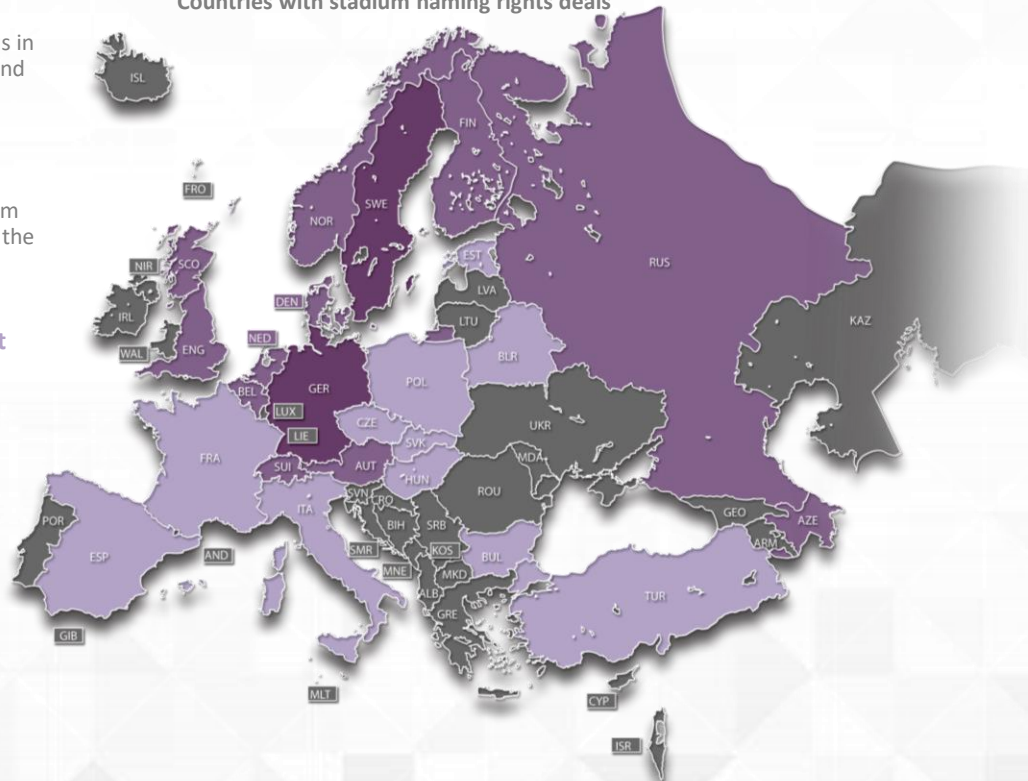 Countries with stadium naming rights deals
s in
nd
m
the
t
ISL
FRO
FIN
SWE
NOR
RUS
SCO
NIR
EST
IRL
DEN
LVA
KAZ
LTU
NED
WAL
ENG
BLR
GER
POL
BEL
LUX
CZE
UKR
LIE
SVK
FRA
MDA
SUI
AUT
HUN
SVN
ROU
ITA
CRO
GEO
POR
BIH
SRB
AZE
ARM
ESP
AND
SMR
KOS
BUL
MNE
MKD
TUR
ALB
GRE
GIB
MLT
CYP
ISR